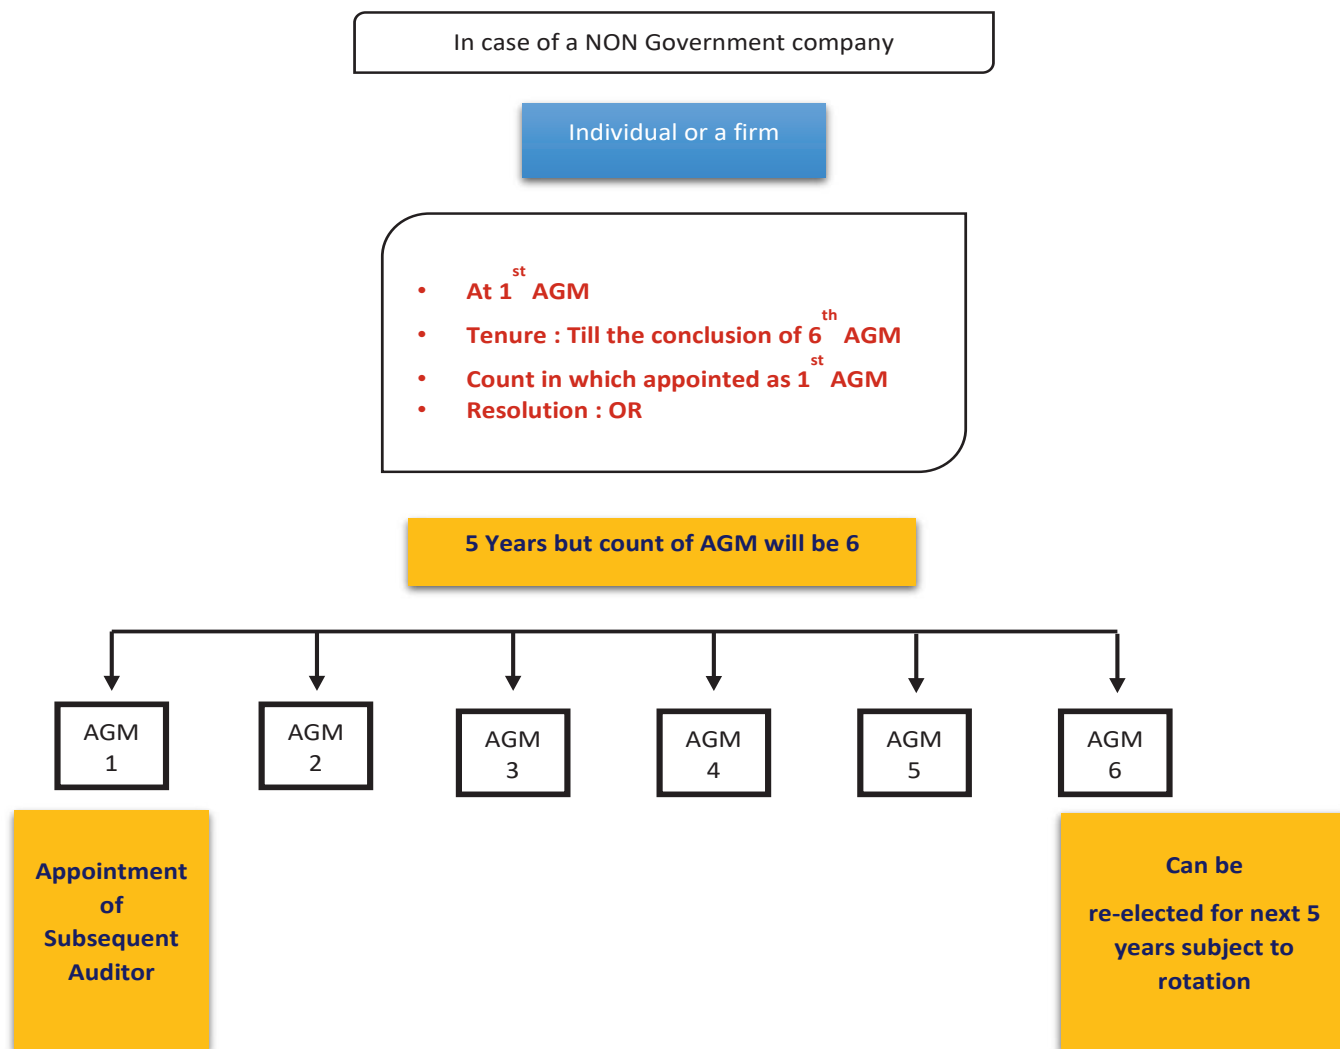 In case of a NON Government company
Individual or a firm
• At 1st AGM
• Tenure : Till the conclusion of 6th AGM
• Count in which appointed as 1st AGM
• Resolution : OR
5 Years but count of AGM will be 6
AGM
1
AGM
2
AGM
3
AGM
4
AGM
5
AGM
6
Appointment
of
Subsequent
Auditor
Can be
re-elected for next 5
years subject to
rotation